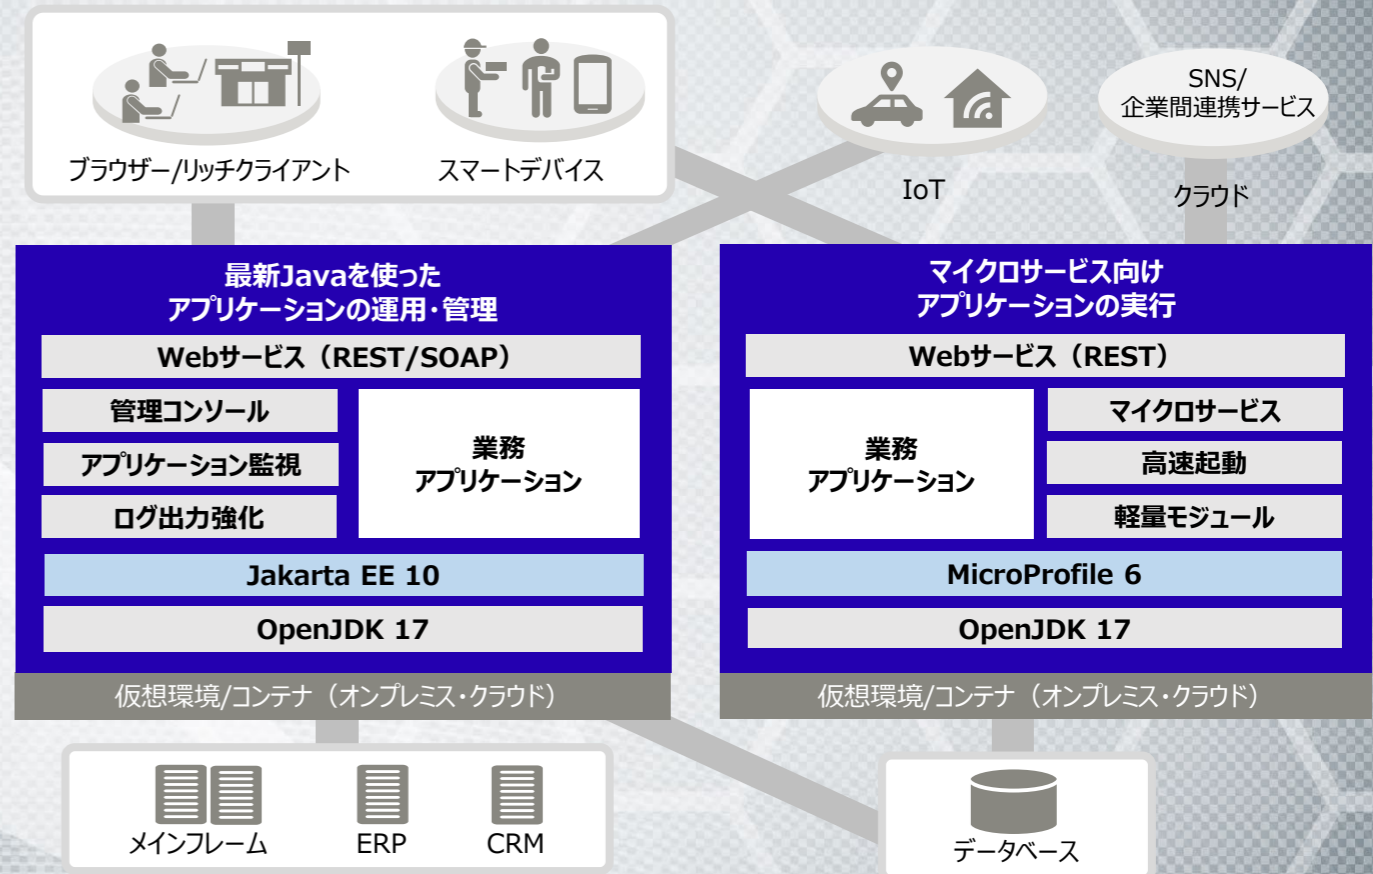 SNS/
企業間連携サービス
ブラウザー/リッチクライアント
スマートデバイス
IoT
クラウド
最新Javaを使った
アプリケーションの運用・管理
Webサービス（REST/SOAP）
管理コンソール
アプリケーション監視
ログ出力強化
業務
アプリケーション
Jakarta EE 10
OpenJDK 17
仮想環境/コンテナ（オンプレミス・クラウド）
マイクロサービス向け
アプリケーションの実行
Webサービス（REST）
業務
アプリケーション
マイクロサービス
高速起動
軽量モジュール
MicroProfile 6
OpenJDK 17
仮想環境/コンテナ（オンプレミス・クラウド）
メインフレーム
ERP
CRM
データベース